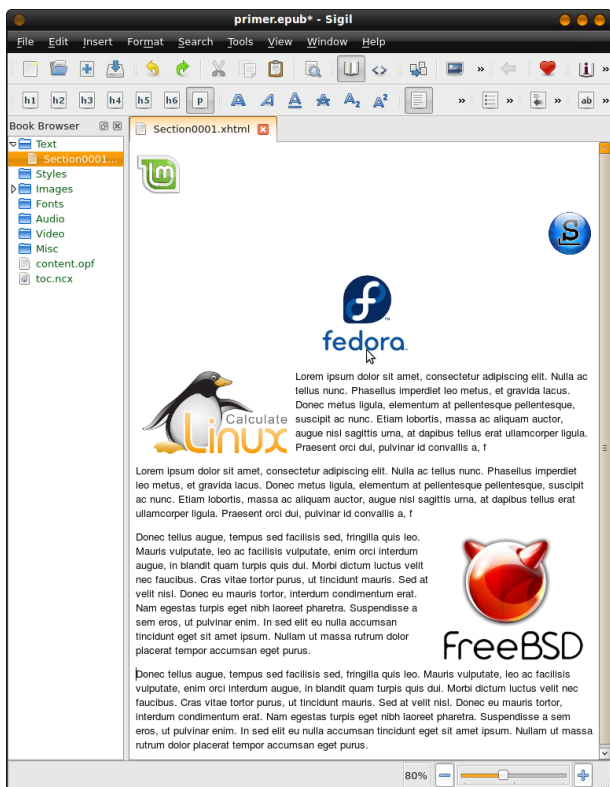 primer.epub* - Sigil
File Edit Insert Format Search Tools View Window Help
»
»
h1 h2 h3 h4 h5 h6 p A A A A A₂ A² » » » ab »
Book Browser
Section0001.xhtml
Text
Section0001...
Styles
Images
Fonts
Audio
Video
Misc
content.opf
toc.ncx
S
fedora
Calculate
Linux
Lorem ipsum dolor sit amet, consectetur adipiscing elit. Nulla ac
tellus nunc. Phasellus imperdiet leo metus, et gravida lacus.
Donec metus ligula, elementum at pellentesque pellentesque,
suscipit ac nunc. Etiam lobortis, massa ac aliquam auctor,
augue nisl sagittis urna, at dapibus tellus erat ullamcorper ligula.
Praesent orci dui, pulvinar id convallis a, f
Lorem ipsum dolor sit amet, consectetur adipiscing elit. Nulla ac tellus nunc. Phasellus imperdiet
leo metus, et gravida lacus. Donec metus ligula, elementum at pellentesque pellentesque, suscipit
ac nunc. Etiam lobortis, massa ac aliquam auctor, augue nisl sagittis urna, at dapibus tellus erat
ullamcorper ligula. Praesent orci dui, pulvinar id convallis a, f
Donec tellus augue, tempus sed facilisis sed, fringilla quis leo.
Mauris vulputate, leo ac facilisis vulputate, enim orci interdum
augue, in blandit quam turpis quis dui. Morbi dictum luctus velit
nec faucibus. Cras vitae tortor purus, ut tincidunt mauris. Sed at
velit nisl. Donec eu mauris tortor, interdum condimentum erat.
Nam egestas turpis eget nibh laoreet pharetra. Suspendisse a
sem eros, ut pulvinar enim. In sed elit eu nulla accumsan
tincidunt eget sit amet ipsum. Nullam ut massa rutrum dolor
placerat tempor accumsan eget purus.
FreeBSD
Donec tellus augue, tempus sed facilisis sed, fringilla quis leo. Mauris vulputate, leo ac facilisis
vulputate, enim orci interdum augue, in blandit quam turpis quis dui. Morbi dictum luctus velit nec
faucibus. Cras vitae tortor purus, ut tincidunt mauris. Sed at velit nisl. Donec eu mauris tortor,
interdum condimentum erat. Nam egestas turpis eget nibh laoreet pharetra. Suspendisse a sem
eros, ut pulvinar enim. In sed elit eu nulla accumsan tincidunt eget sit amet ipsum. Nullam ut massa
rutrum dolor placerat tempor accumsan eget purus.
80%